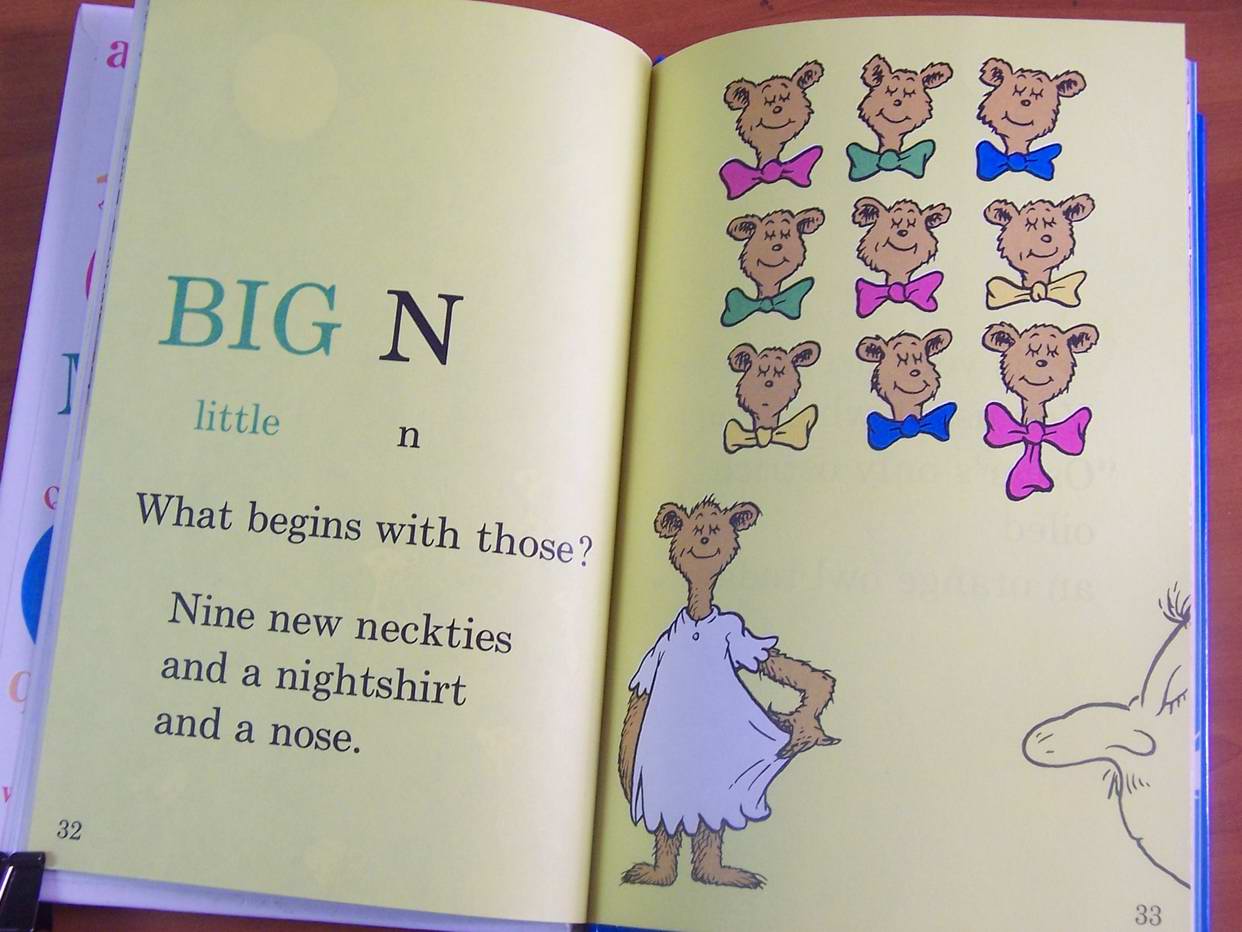 BIG N
little n
What begins with those?
Nine new neckties
and a nightshirt
and a nose.
32
33